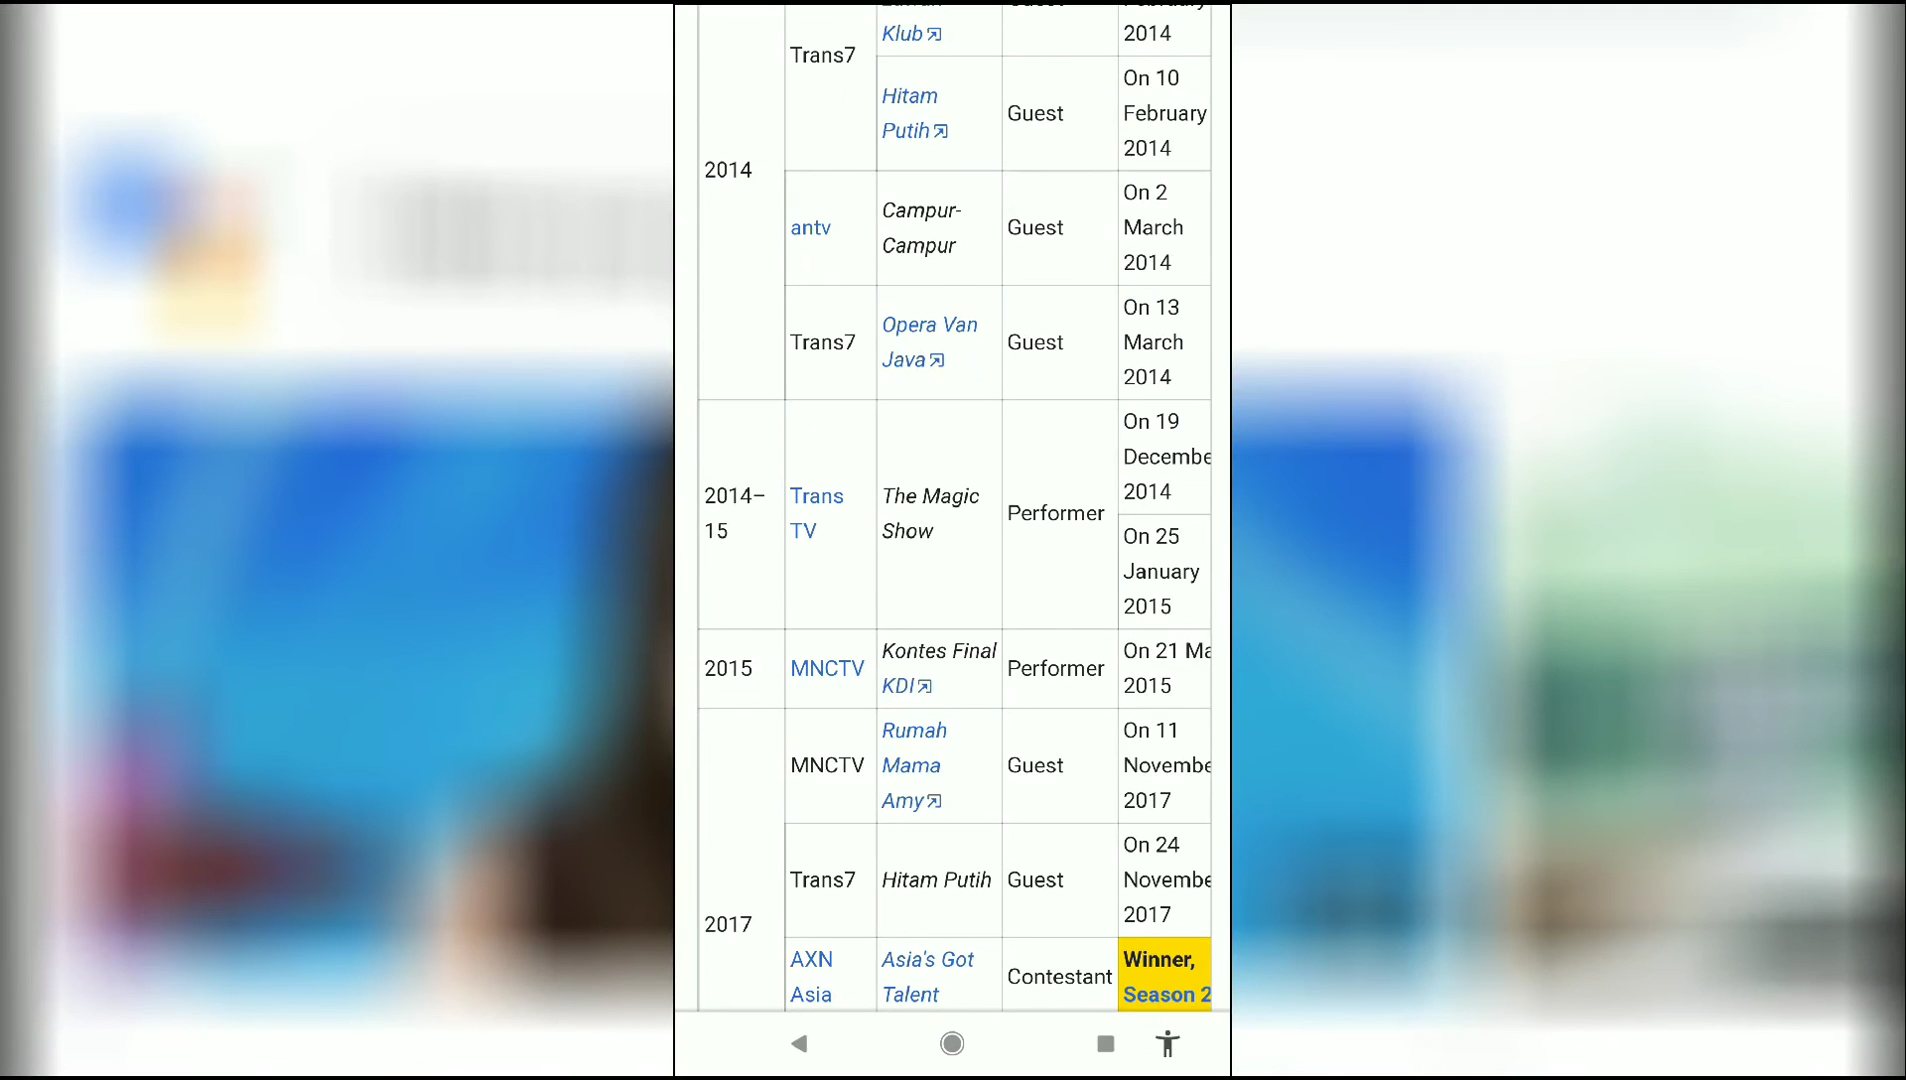 Klub
2014
Trans7
Hitam
Putih
Guest
On 10
February
2014
2014
antv
Campur-
Campur
Guest
On 2
March
2014
Trans7
Opera Van
Java
Guest
On 13
March
2014
2014–
15
Trans
TV
The Magic
Show
Performer
On 19
Decembe
2014
On 25
January
2015
2015
MNCTV
Kontes Final
KDI
Performer
On 21 Ma
2015
MNCTV
Rumah
Mama
Amy
Guest
On 11
Novembe
2017
Trans7
Hitam Putih
Guest
On 24
Novembe
2017
2017
AXN
Asia
Asia's Got
Talent
Contestant
Winner,
Season 2